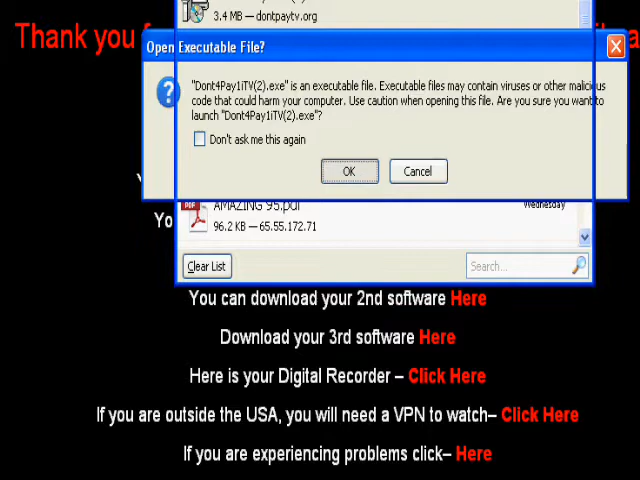 3.4 MB — dontpaytv.org
Thank you f
Open Executable File?
"Dont4Pay1iTV(2).exe" is an executable file. Executable files may contain viruses or other malicious
code that could harm your computer. Use caution when opening this file. Are you sure you want to
launch "Dont4Pay1iTV(2).exe"?
Don't ask me this again
OK
Cancel
Yo
AMAZING 95.pdf
Wednesday
96.2 KB — 65.55.172.71
Clear List
Search...
You can download your 2nd software Here
Download your 3rd software Here
Here is your Digital Recorder – Click Here
If you are outside the USA, you will need a VPN to watch– Click Here
If you are experiencing problems click– Here